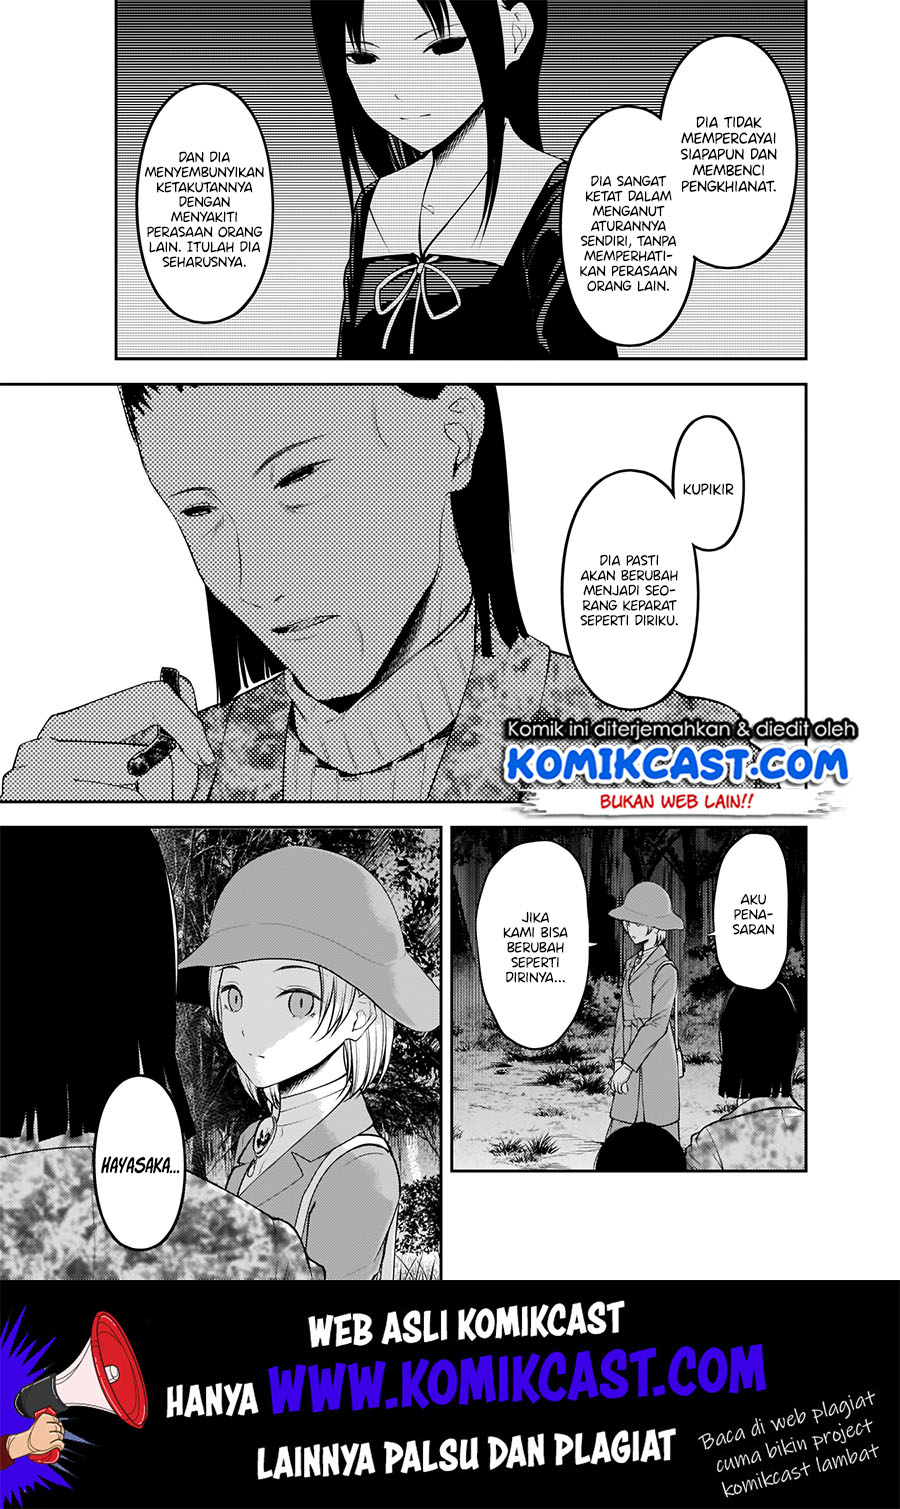 DIA TIDAK
MEMPERCAYAI
SIAPAPUN DAN
MEMBENCI
PENGKHIANAT.
DIA SANGAT
KETAT DALAM
MENGANUT
ATURANNYA
SENDIRI, TANPA
MEMPERHATI-
KAN PERASAAN
ORANG LAIN.
DAN DIA
MENYEMBUNYIKAN
KETAKUTANNYA
DENGAN
MENYAKITI
PERASAAN ORANG
LAIN. ITULAH DIA
SEHARUSNYA.
KUPIKIR
DIA PASTI
AKAN BERUBAH
MENJADI SEO-
RANG KEPARAT
SEPERTI DIRIKU.
Komik ini diterjemahkan & diedit oleh
KOMIKCAST.COM
BUKAN WEB LAIN!!
AKU
PENA-
SARAN
JIKA
KAMI BISA
BERUBAH
SEPERTI
DIRINYA...
HAYASAKA...
WEB ASLI KOMIKCAST
HANYA WWW.KOMIKCAST.COM
LAINNYA PALSU DAN PLAGIAT
Baca di web plagiat
cuma bikin project
komikcast lambat